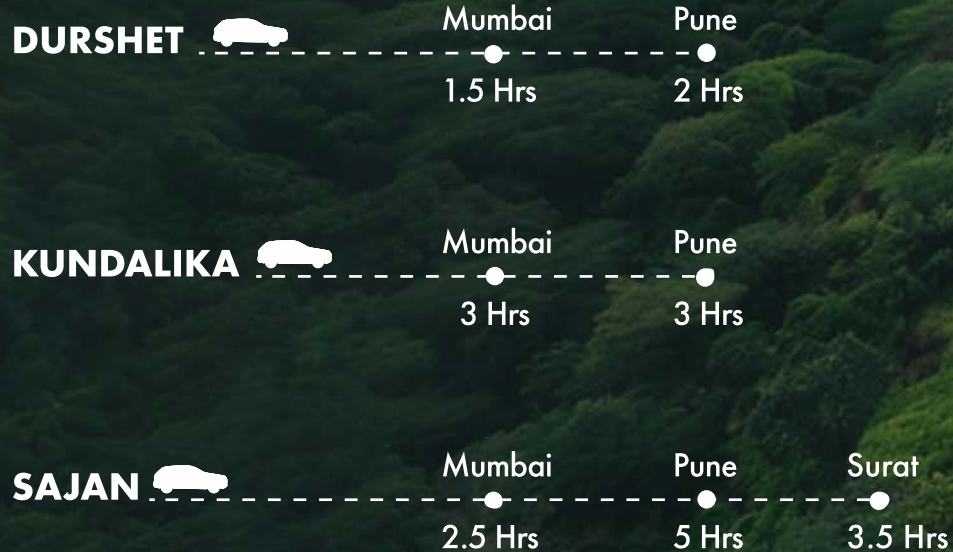 Mumbai Pune
DURSHET
1.5 Hrs 2 Hrs
Mumbai Pune
KUNDALIKA
3 Hrs 3 Hrs
Mumbai Pune Surat
SAJAN
2.5 Hrs 5 Hrs 3.5 Hrs